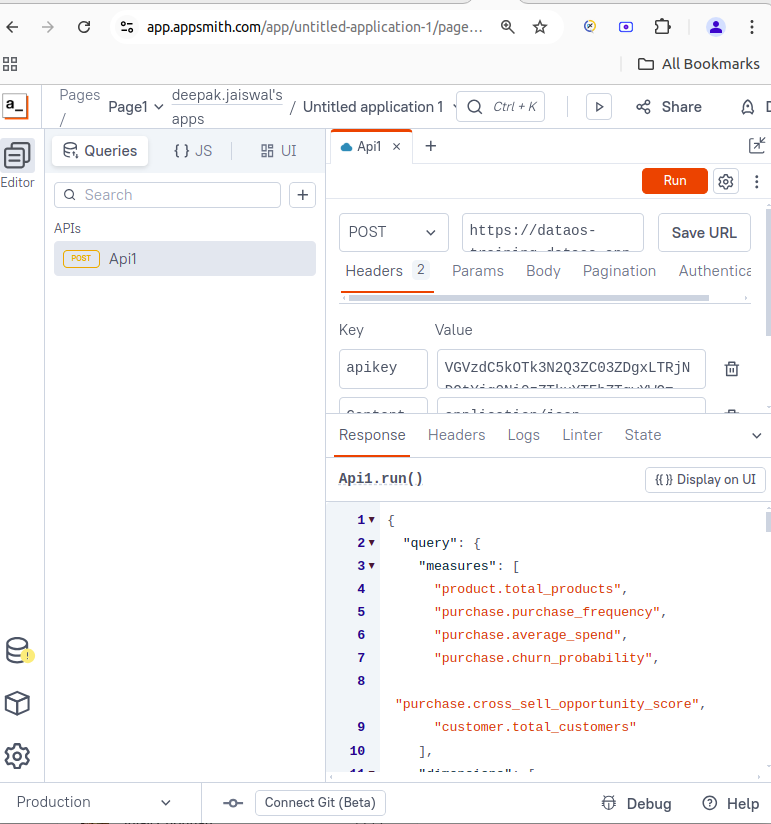 app.appsmith.com/app/untitled-application-1/page...
All Bookmarks
a_
Pages
/
Page1
deepak.jaiswal's
apps
/ Untitled application 1
Ctrl + K
Share
D
Editor
Queries
{ } JS
UI
Search
APIs
POST Api1
Api1
Run
POST
https://dataos-
training.dataos.app
Save URL
Headers 2 Params Body Pagination Authentica
Key Value
apikey
VGVzdC5kOTk3N2Q3ZC03ZDgxLTRjN
Content
application/json
Response Headers Logs Linter State
Api1.run()
{{ }} Display on UI
1 {
2 "query": {
3 "measures": [
4 "product.total_products",
5 "purchase.purchase_frequency",
6 "purchase.average_spend",
7 "purchase.churn_probability",
8
"purchase.cross_sell_opportunity_score",
9 "customer.total_customers"
10 ],
11 "dimensions": [
Production
Connect Git (Beta)
Debug
Help